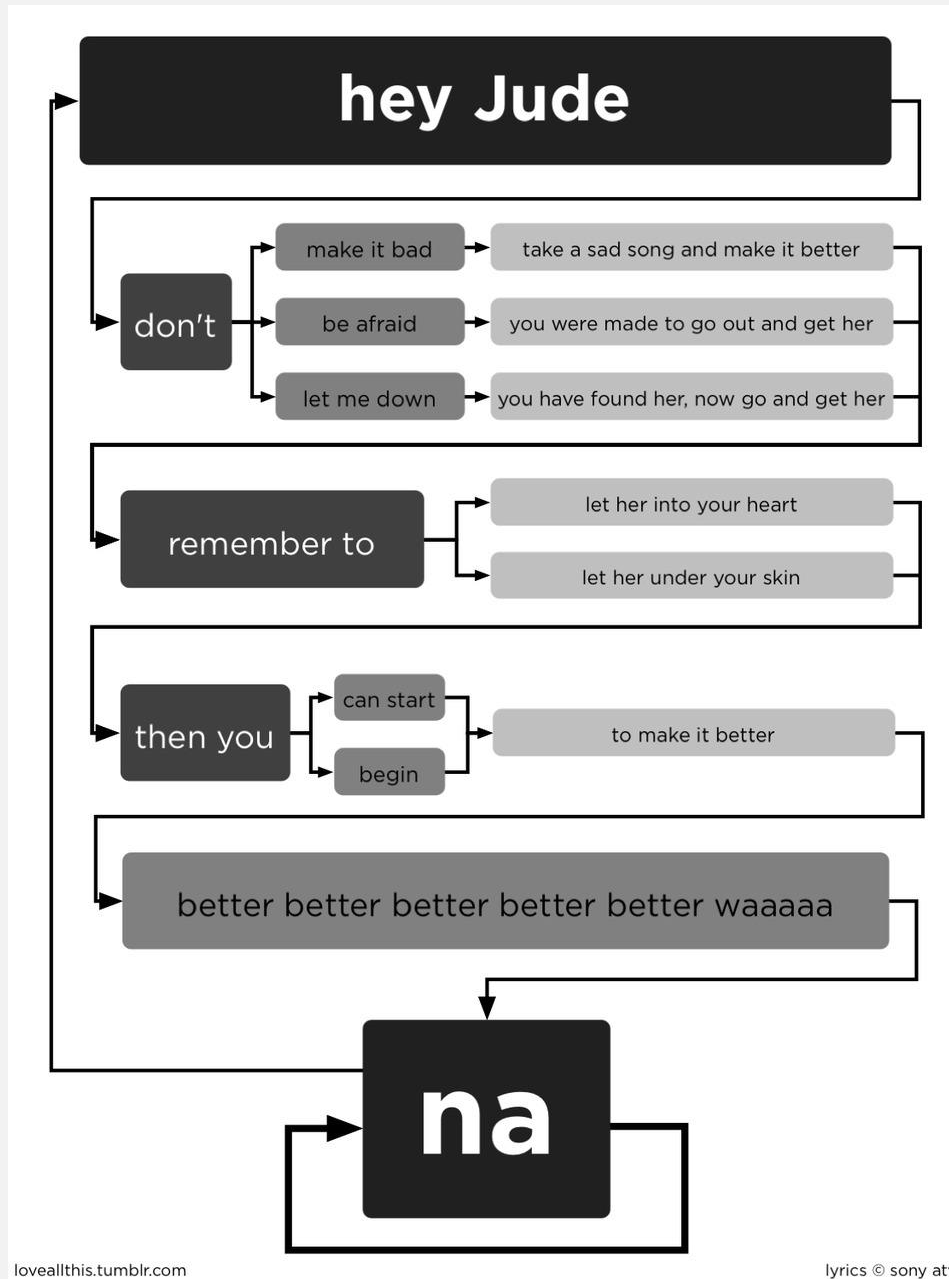 hey Jude
don't
make it bad
take a sad song and make it better
be afraid
you were made to go out and get her
let me down
you have found her, now go and get her
remember to
let her into your heart
let her under your skin
then you
can start
begin
to make it better
better better better better better waaaaa
na
loveallthis.tumblr.com
lyrics © sony